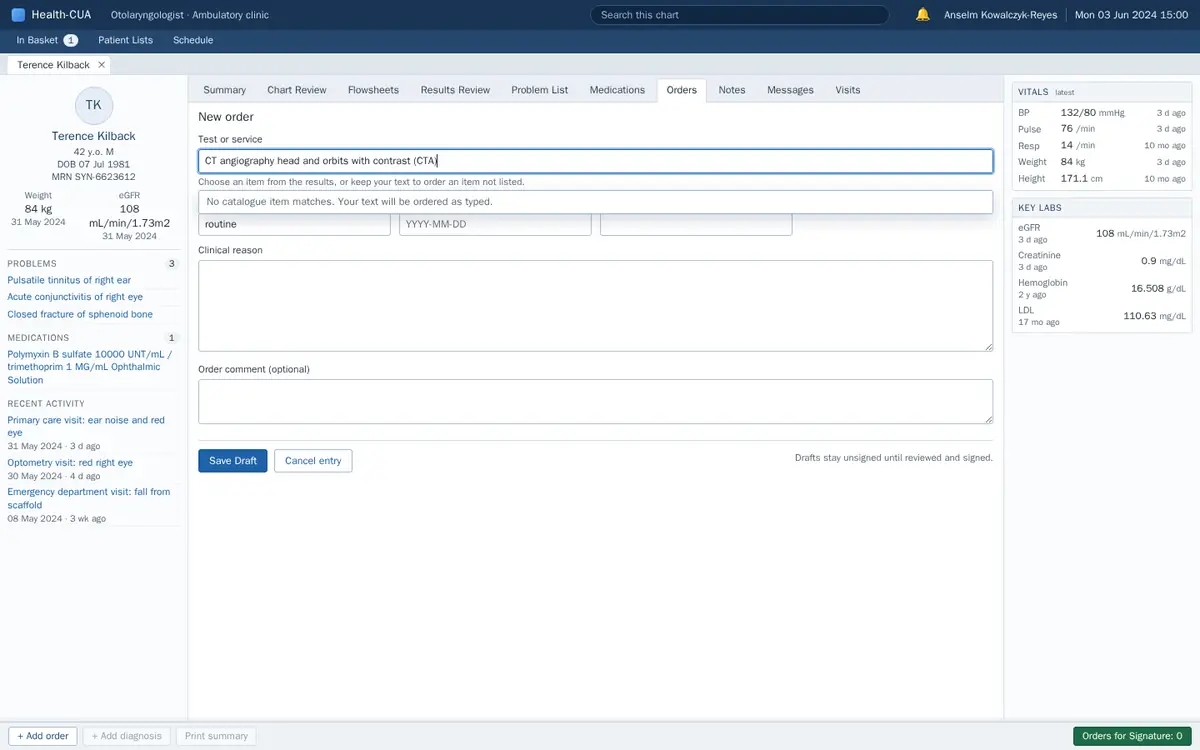 Health-CUA
Otolaryngologist · Ambulatory clinic
Search this chart
Anselm Kowalczyk-Reyes
Mon 03 Jun 2024 15:00
In Basket 1
Patient Lists
Schedule
Terence Kilback ×
TK
Terence Kilback
42 y.o. M
DOB 07 Jul 1981
MRN SYN-6623612
Weight
84 kg
31 May 2024
eGFR
108
mL/min/1.73m2
31 May 2024
PROBLEMS 3
Pulsatile tinnitus of right ear
Acute conjunctivitis of right eye
Closed fracture of sphenoid bone
MEDICATIONS 1
Polymyxin B sulfate 10000 UNT/mL /
trimethoprim 1 MG/mL Ophthalmic
Solution
RECENT ACTIVITY
Primary care visit: ear noise and red
eye
31 May 2024 · 3 d ago
Optometry visit: red right eye
30 May 2024 · 4 d ago
Emergency department visit: fall from
scaffold
08 May 2024 · 3 wk ago
Summary
Chart Review
Flowsheets
Results Review
Problem List
Medications
Orders
Notes
Messages
Visits
New order
Test or service
CT angiography head and orbits with contrast (CTA)
Choose an item from the results, or keep your text to order an item not listed.
No catalogue item matches. Your text will be ordered as typed.
routine
YYYY-MM-DD
Clinical reason
Order comment (optional)
Save Draft
Cancel entry
Drafts stay unsigned until reviewed and signed.
VITALS latest
BP 132/80 mmHg 3 d ago
Pulse 76 /min 3 d ago
Resp 14 /min 10 mo ago
Weight 84 kg 3 d ago
Height 171.1 cm 10 mo ago
KEY LABS
eGFR
3 d ago
108 mL/min/1.73m2
Creatinine
3 d ago
0.9 mg/dL
Hemoglobin
2 y ago
16.508 g/dL
LDL
17 mo ago
110.63 mg/dL
+ Add order
+ Add diagnosis
Print summary
Orders for Signature: 0